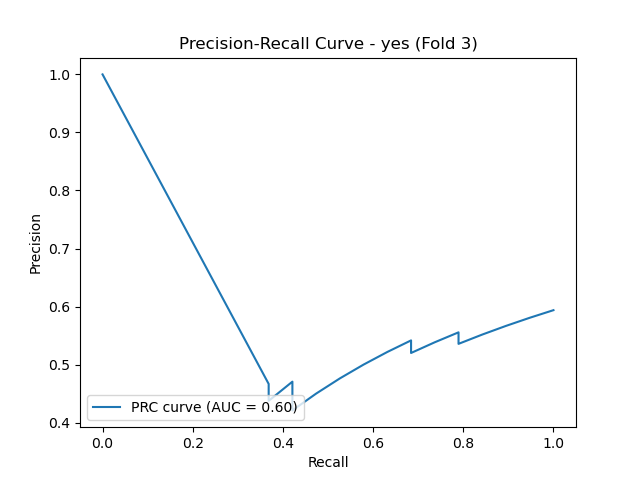 Precision-Recall Curve - yes (Fold 3)
1.0
0.9
0.8
0.7
0.6
0.5
0.4
Precision
PRC curve (AUC = 0.60)
0.0 0.2 0.4 0.6 0.8 1.0
Recall